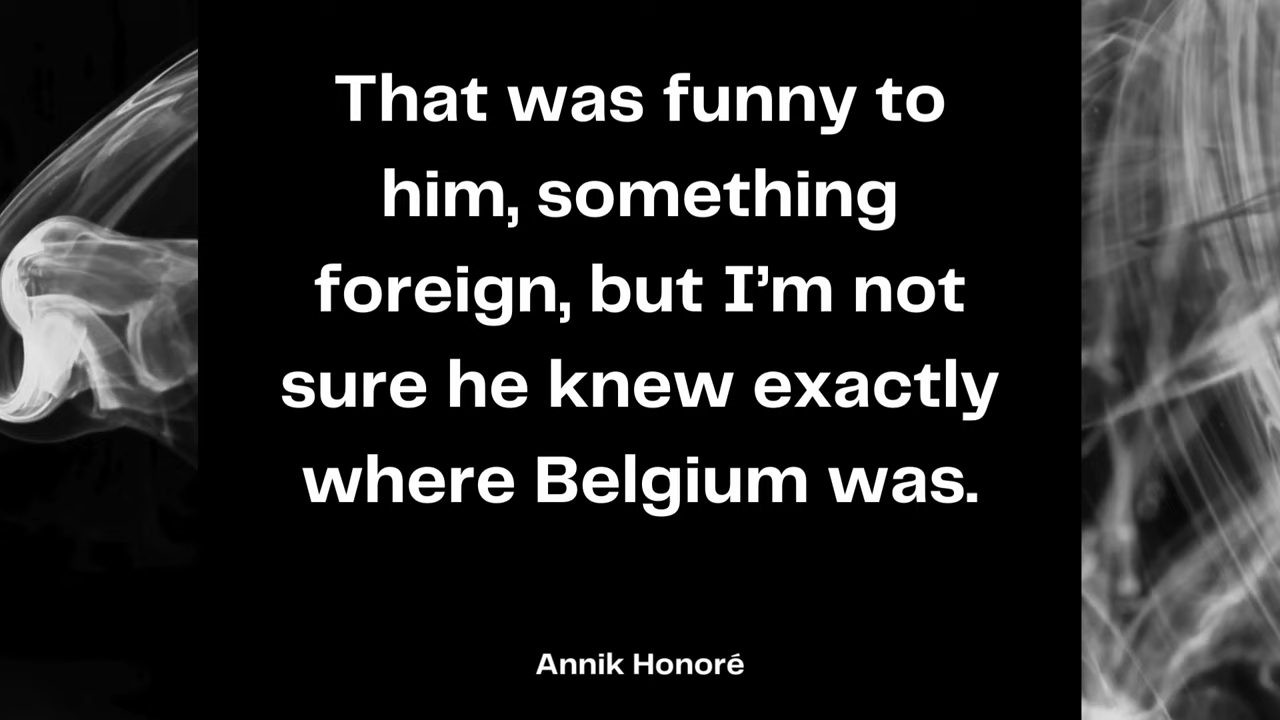 That was funny to
him, something
foreign, but I’m not
sure he knew exactly
where Belgium was.
Annik Honoré